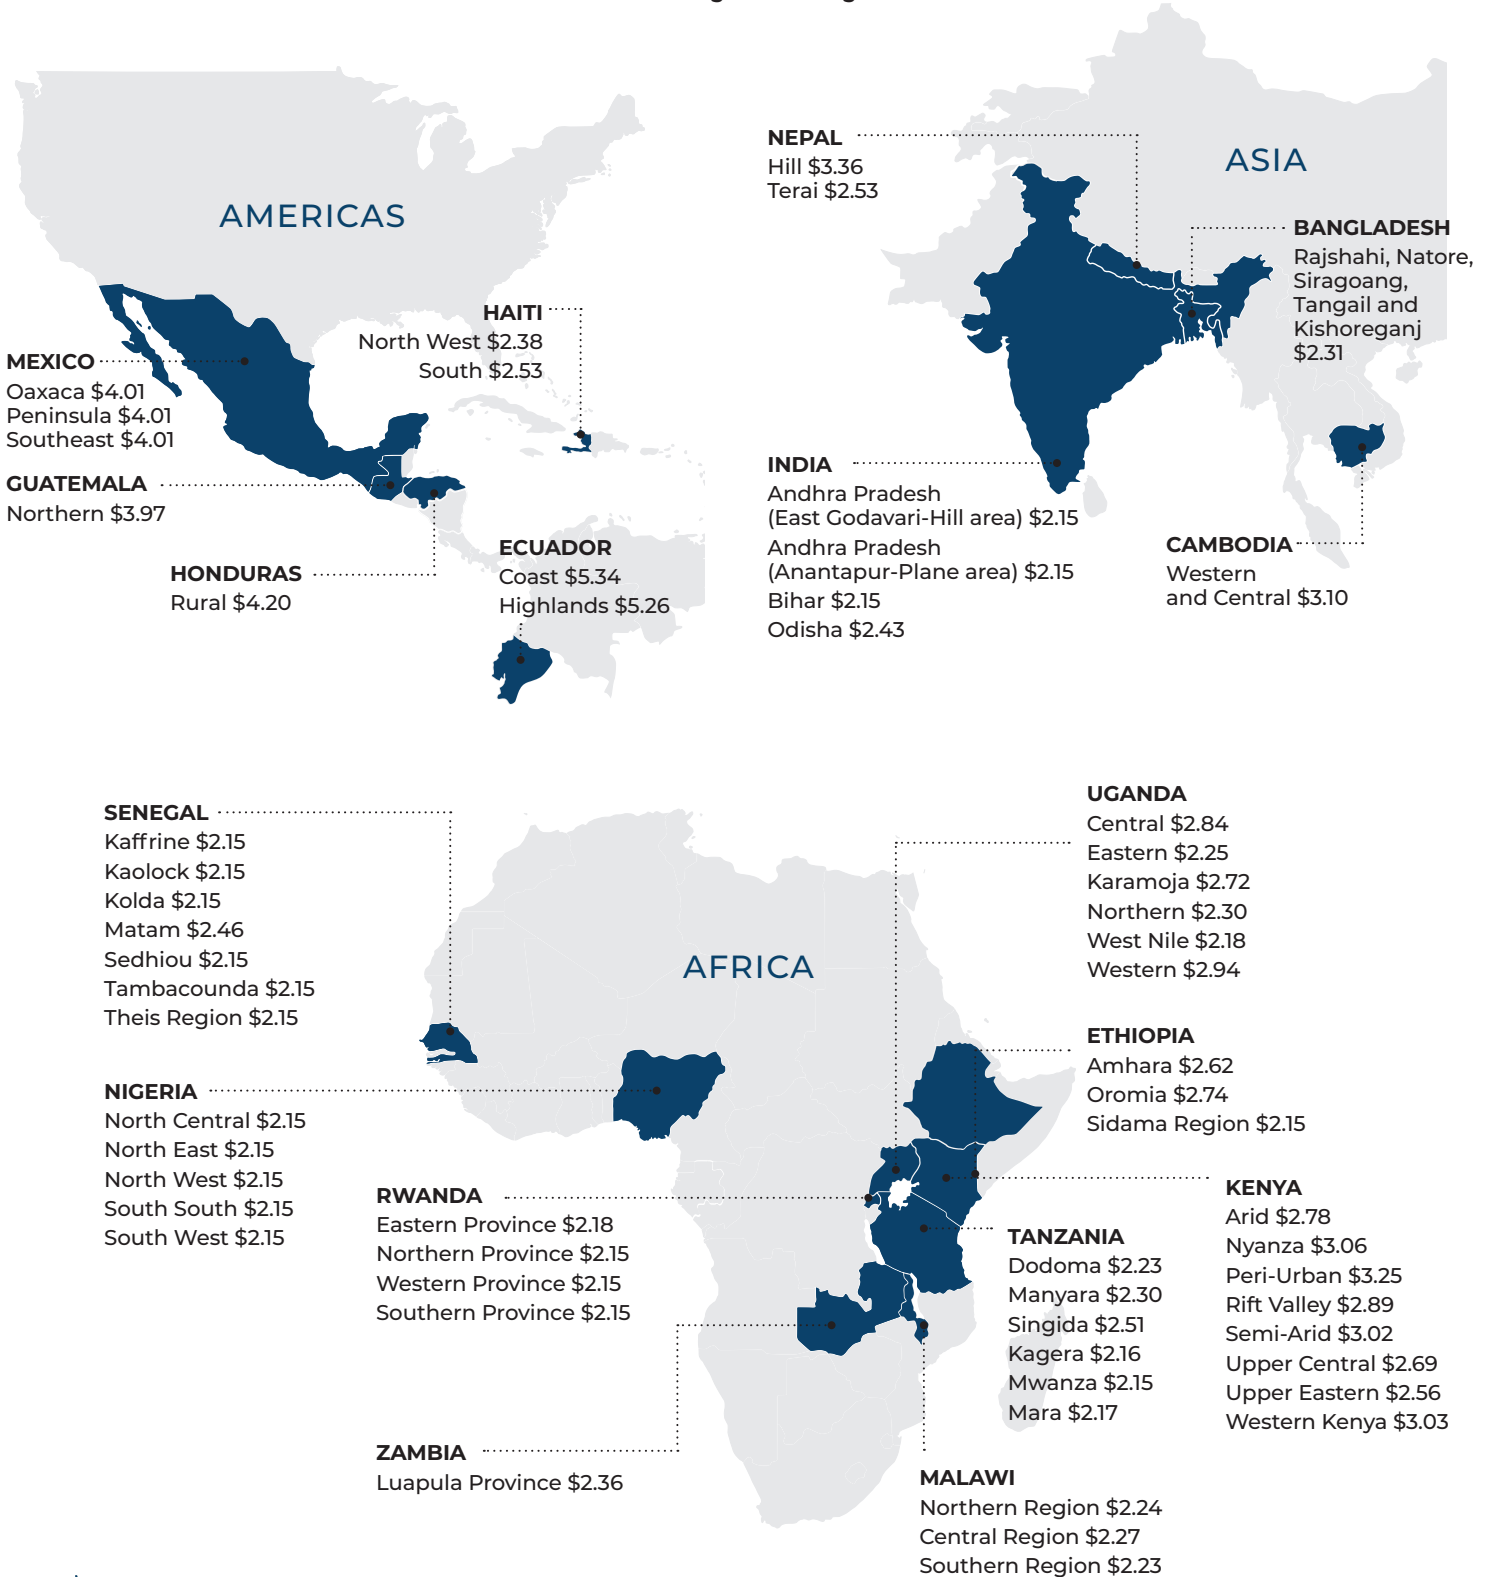 AMERICAS
HAITI
North West $2.38
South $2.53
MEXICO
Oaxaca $4.01
Peninsula $4.01
Southeast $4.01
GUATEMALA
Northern $3.97
HONDURAS
Rural $4.20
ECUADOR
Coast $5.34
Highlands $5.26
ASIA
NEPAL
Hill $3.36
Terai $2.53
BANGLADESH
Rajshahi, Natore,
Siragoang,
Tangail and
Kishoreganj
$2.31
INDIA
Andhra Pradesh
(East Godavari-Hill area) $2.15
Andhra Pradesh
(Anantapur-Plane area) $2.15
Bihar $2.15
Odisha $2.43
CAMBODIA
Western
and Central $3.10
AFRICA
SENEGAL
Kaffrine $2.15
Kaolock $2.15
Kolda $2.15
Matam $2.46
Sedhiou $2.15
Tambacounda $2.15
Theis Region $2.15
NIGERIA
North Central $2.15
North East $2.15
North West $2.15
South South $2.15
South West $2.15
RWANDA
Eastern Province $2.18
Northern Province $2.15
Western Province $2.15
Southern Province $2.15
ZAMBIA
Luapula Province $2.36
UGANDA
Central $2.84
Eastern $2.25
Karamoja $2.72
Northern $2.30
West Nile $2.18
Western $2.94
ETHIOPIA
Amhara $2.62
Oromia $2.74
Sidama Region $2.15
KENYA
Arid $2.78
Nyanza $3.06
Peri-Urban $3.25
Rift Valley $2.89
Semi-Arid $3.02
Upper Central $2.69
Upper Eastern $2.56
Western Kenya $3.03
TANZANIA
Dodoma $2.23
Manyara $2.30
Singida $2.51
Kagera $2.16
Mwanza $2.15
Mara $2.17
MALAWI
Northern Region $2.24
Central Region $2.27
Southern Region $2.23